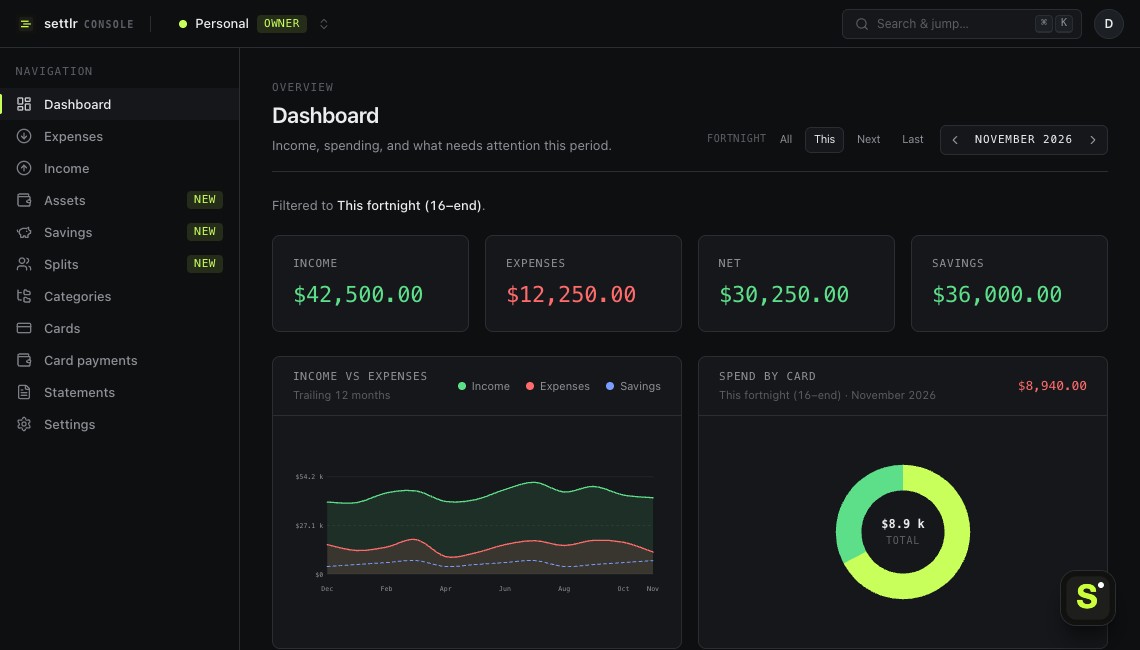 settlr CONSOLE
Personal OWNER
Search & jump... ⌘ K
D
NAVIGATION
Dashboard
Expenses
Income
Assets NEW
Savings NEW
Splits NEW
Categories
Cards
Card payments
Statements
Settings
OVERVIEW
Dashboard
Income, spending, and what needs attention this period.
FORTNIGHT All This Next Last
NOVEMBER 2026
Filtered to This fortnight (16–end).
INCOME
$42,500.00
EXPENSES
$12,250.00
NET
$30,250.00
SAVINGS
$36,000.00
INCOME VS EXPENSES
Trailing 12 months
Income Expenses Savings
$54.2 k
$27.1 k
$0
Dec Feb Apr Jun Aug Oct Nov
SPEND BY CARD
This fortnight (16–end) · November 2026
$8,940.00
$8.9 k
TOTAL
S